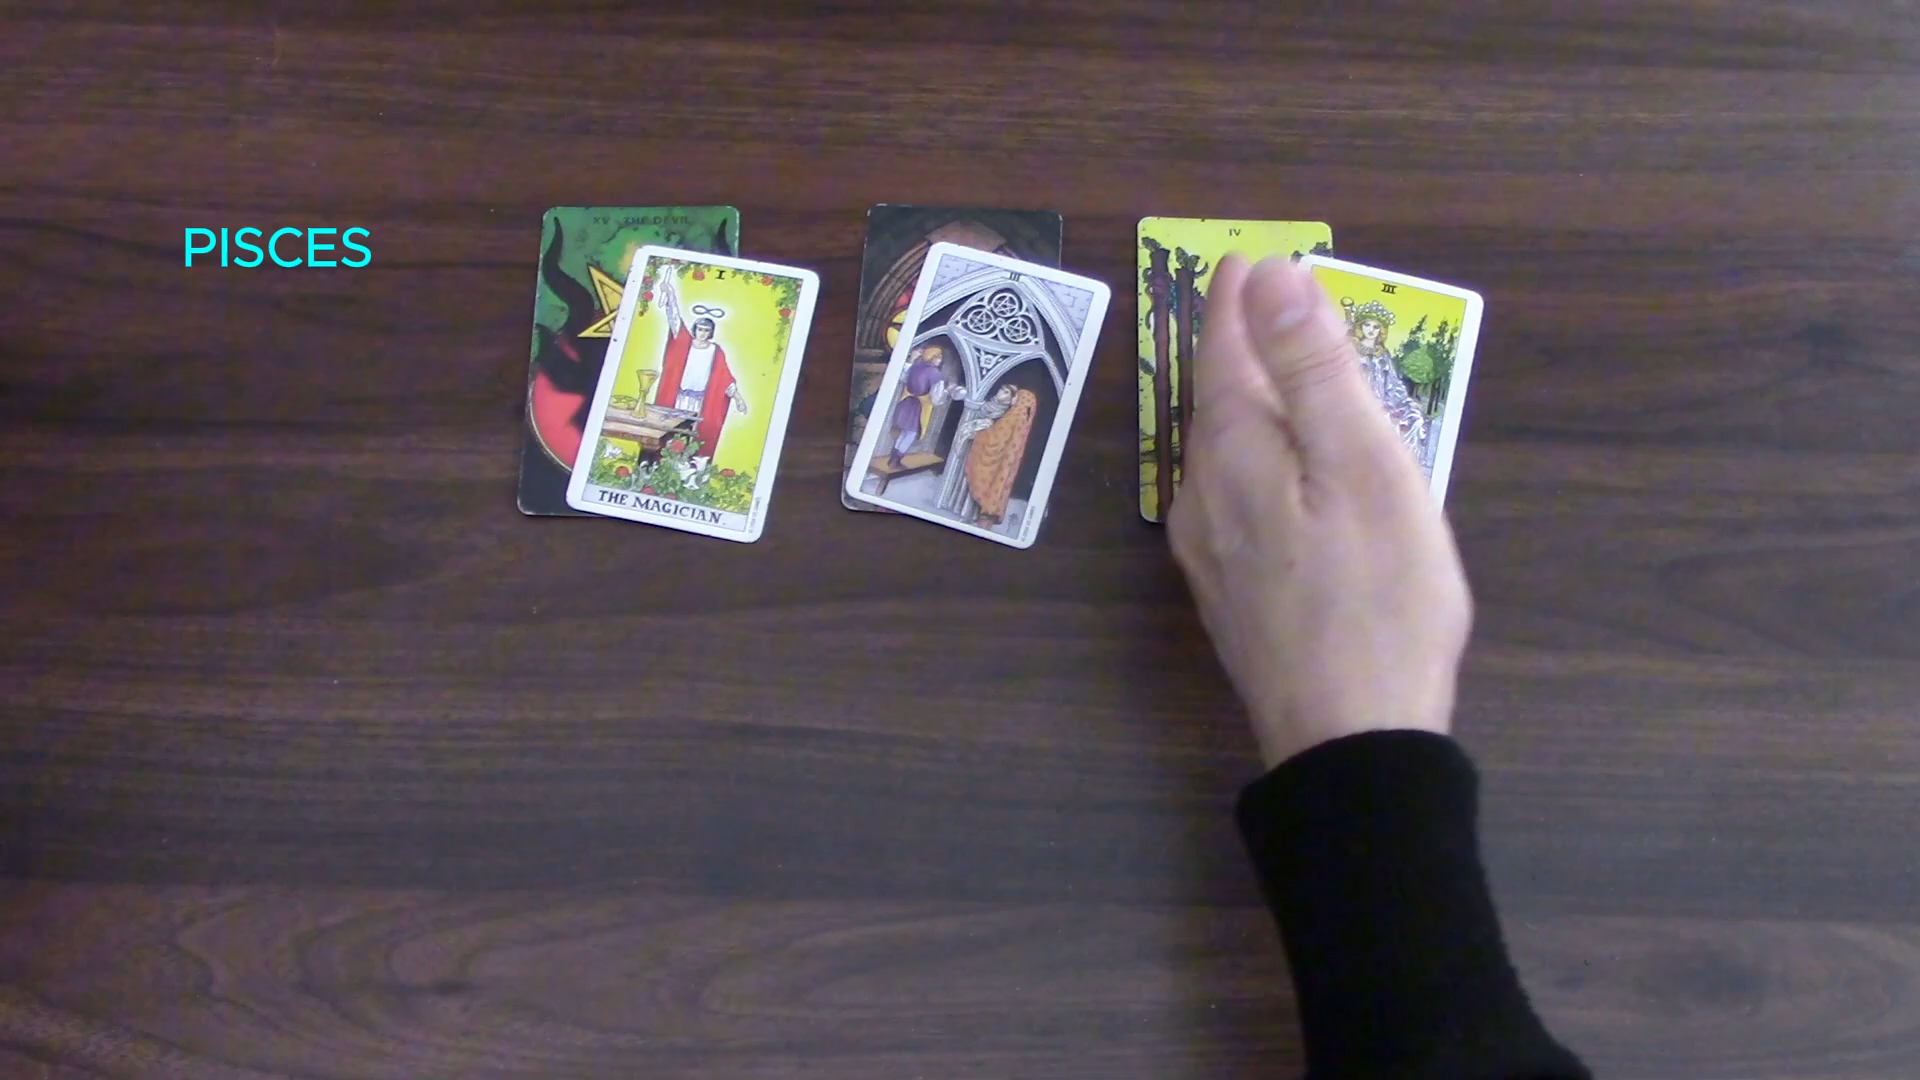 PISCES
XV THE DEVIL
I
THE MAGICIAN.
III
IV
III